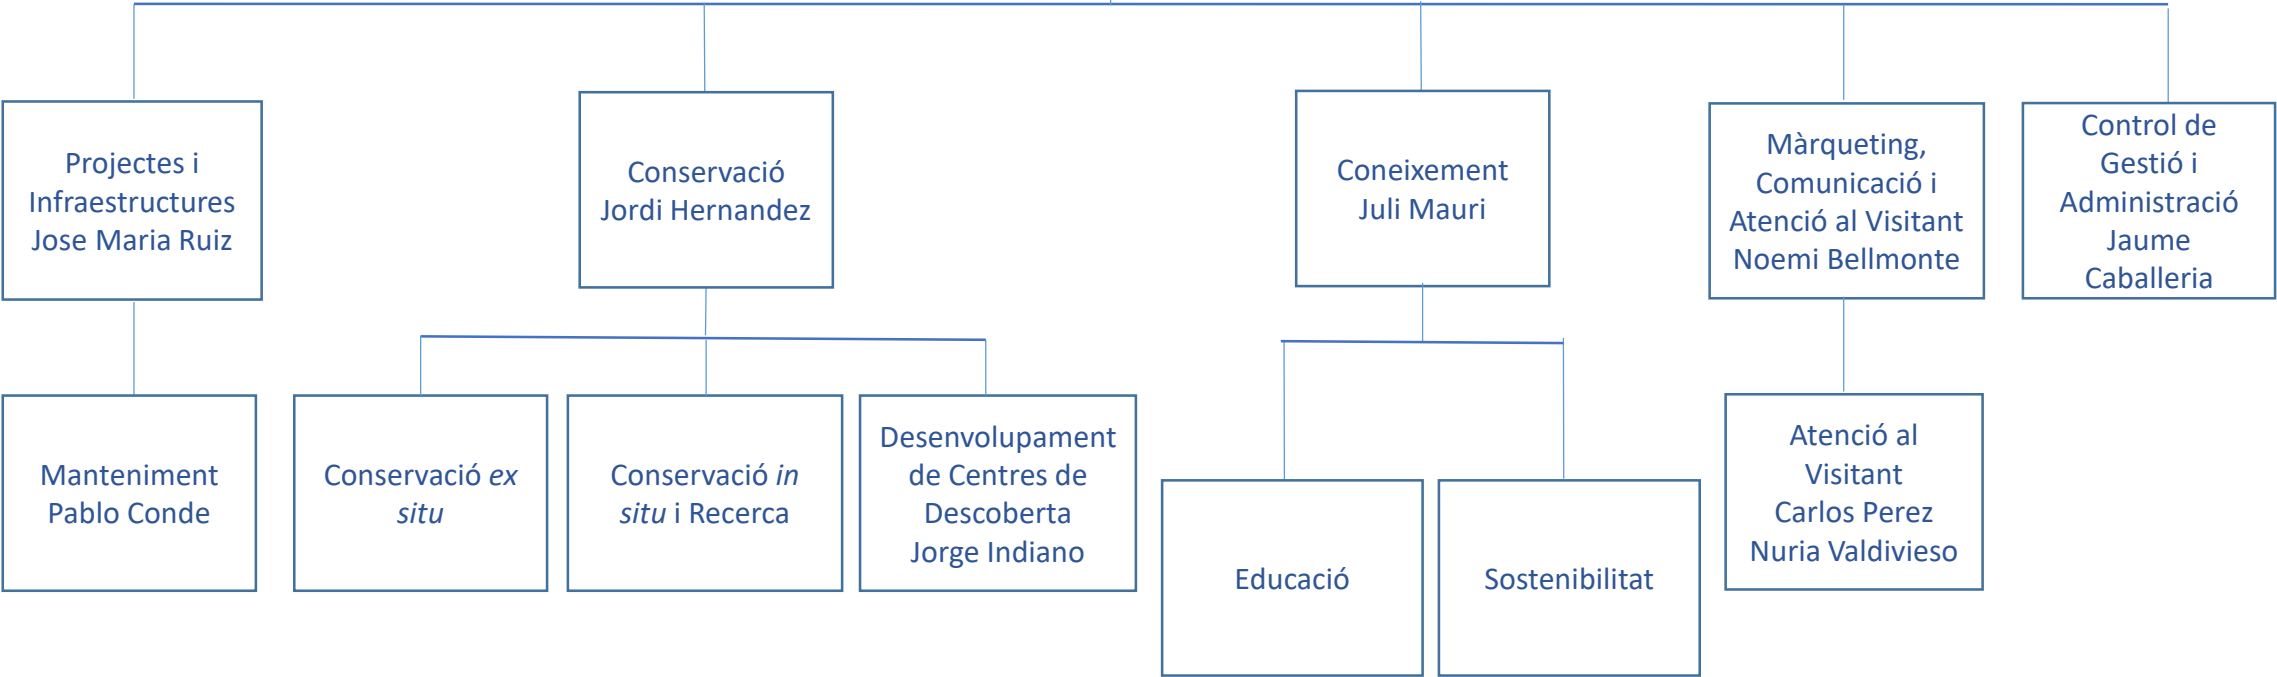 Projectes i
Infraestructures
Jose Maria Ruiz
Conservació
Jordi Hernandez
Coneixement
Juli Mauri
Màrqueting,
Comunicació i
Atenció al Visitant
Noemi Bellmonte
Control de
Gestió i
Administració
Jaume
Caballeria
Manteniment
Pablo Conde
Conservació ex
situ
Conservació in
situ i Recerca
Desenvolupament
de Centres de
Descoberta
Jorge Indiano
Educació
Sostenibilitat
Atenció al
Visitant
Carlos Perez
Nuria Valdivieso